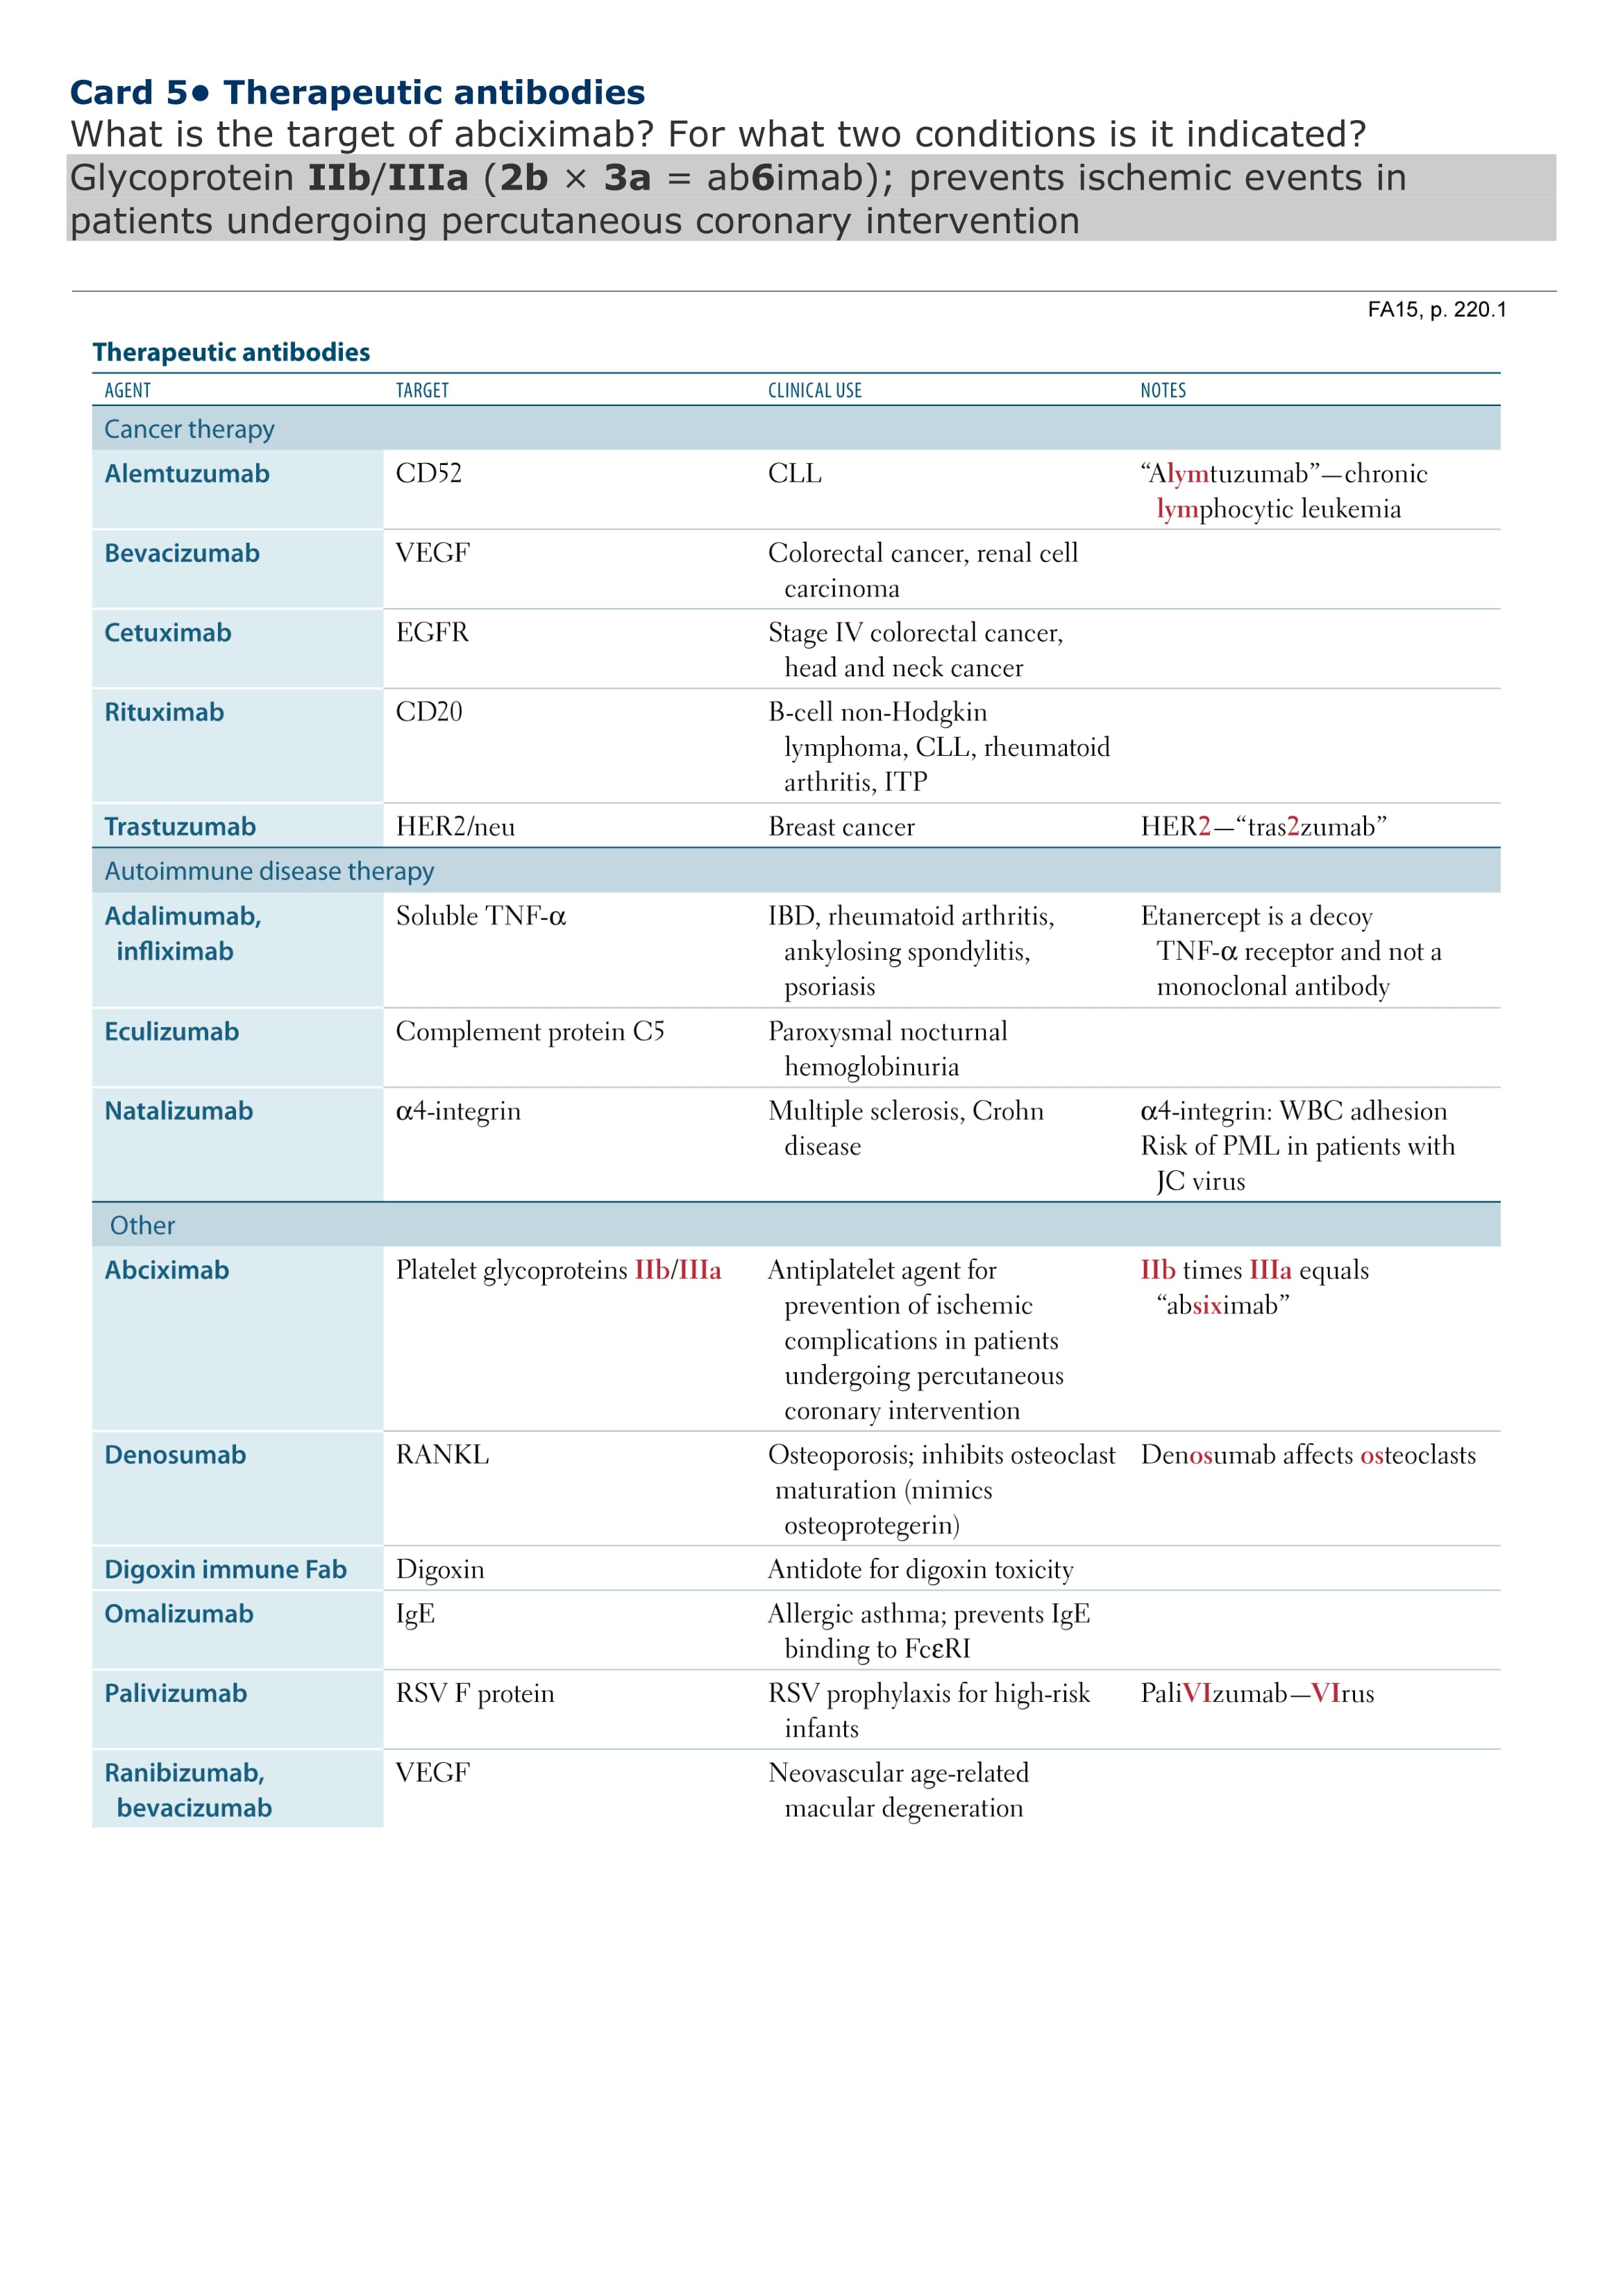 Card 5• Therapeutic antibodies
What is the target of abciximab? For what two conditions is it indicated?
Glycoprotein IIb/IIIa (2b × 3a = ab6imab); prevents ischemic events in
patients undergoing percutaneous coronary intervention
FA15, p. 220.1
Therapeutic antibodies
AGENT TARGET CLINICAL USE NOTES
Cancer therapy
Alemtuzumab CD52 CLL “Alymtuzumab”—chronic
lymphocytic leukemia
Bevacizumab VEGF Colorectal cancer, renal cell
carcinoma
Cetuximab EGFR Stage IV colorectal cancer,
head and neck cancer
Rituximab CD20 B-cell non-Hodgkin
lymphoma, CLL, rheumatoid
arthritis, ITP
Trastuzumab HER2/neu Breast cancer HER2—“tras2zumab”
Autoimmune disease therapy
Adalimumab, Soluble TNF-α IBD, rheumatoid arthritis, Etanercept is a decoy
infliximab ankylosing spondylitis, TNF-α receptor and not a
psoriasis monoclonal antibody
Eculizumab Complement protein C5 Paroxysmal nocturnal
hemoglobinuria
Natalizumab α4-integrin Multiple sclerosis, Crohn α4-integrin: WBC adhesion
disease Risk of PML in patients with
JC virus
Other
Abciximab Platelet glycoproteins IIb/IIIa Antiplatelet agent for IIb times IIIa equals
prevention of ischemic “absiximab”
complications in patients
undergoing percutaneous
coronary intervention
Denosumab RANKL Osteoporosis; inhibits osteoclast Denosumab affects osteoclasts
maturation (mimics
osteoprotegerin)
Digoxin immune Fab Digoxin Antidote for digoxin toxicity
Omalizumab IgE Allergic asthma; prevents IgE
binding to FcεRI
Palivizumab RSV F protein RSV prophylaxis for high-risk PaliVIzumab—VIrus
infants
Ranibizumab, VEGF Neovascular age-related
bevacizumab macular degeneration